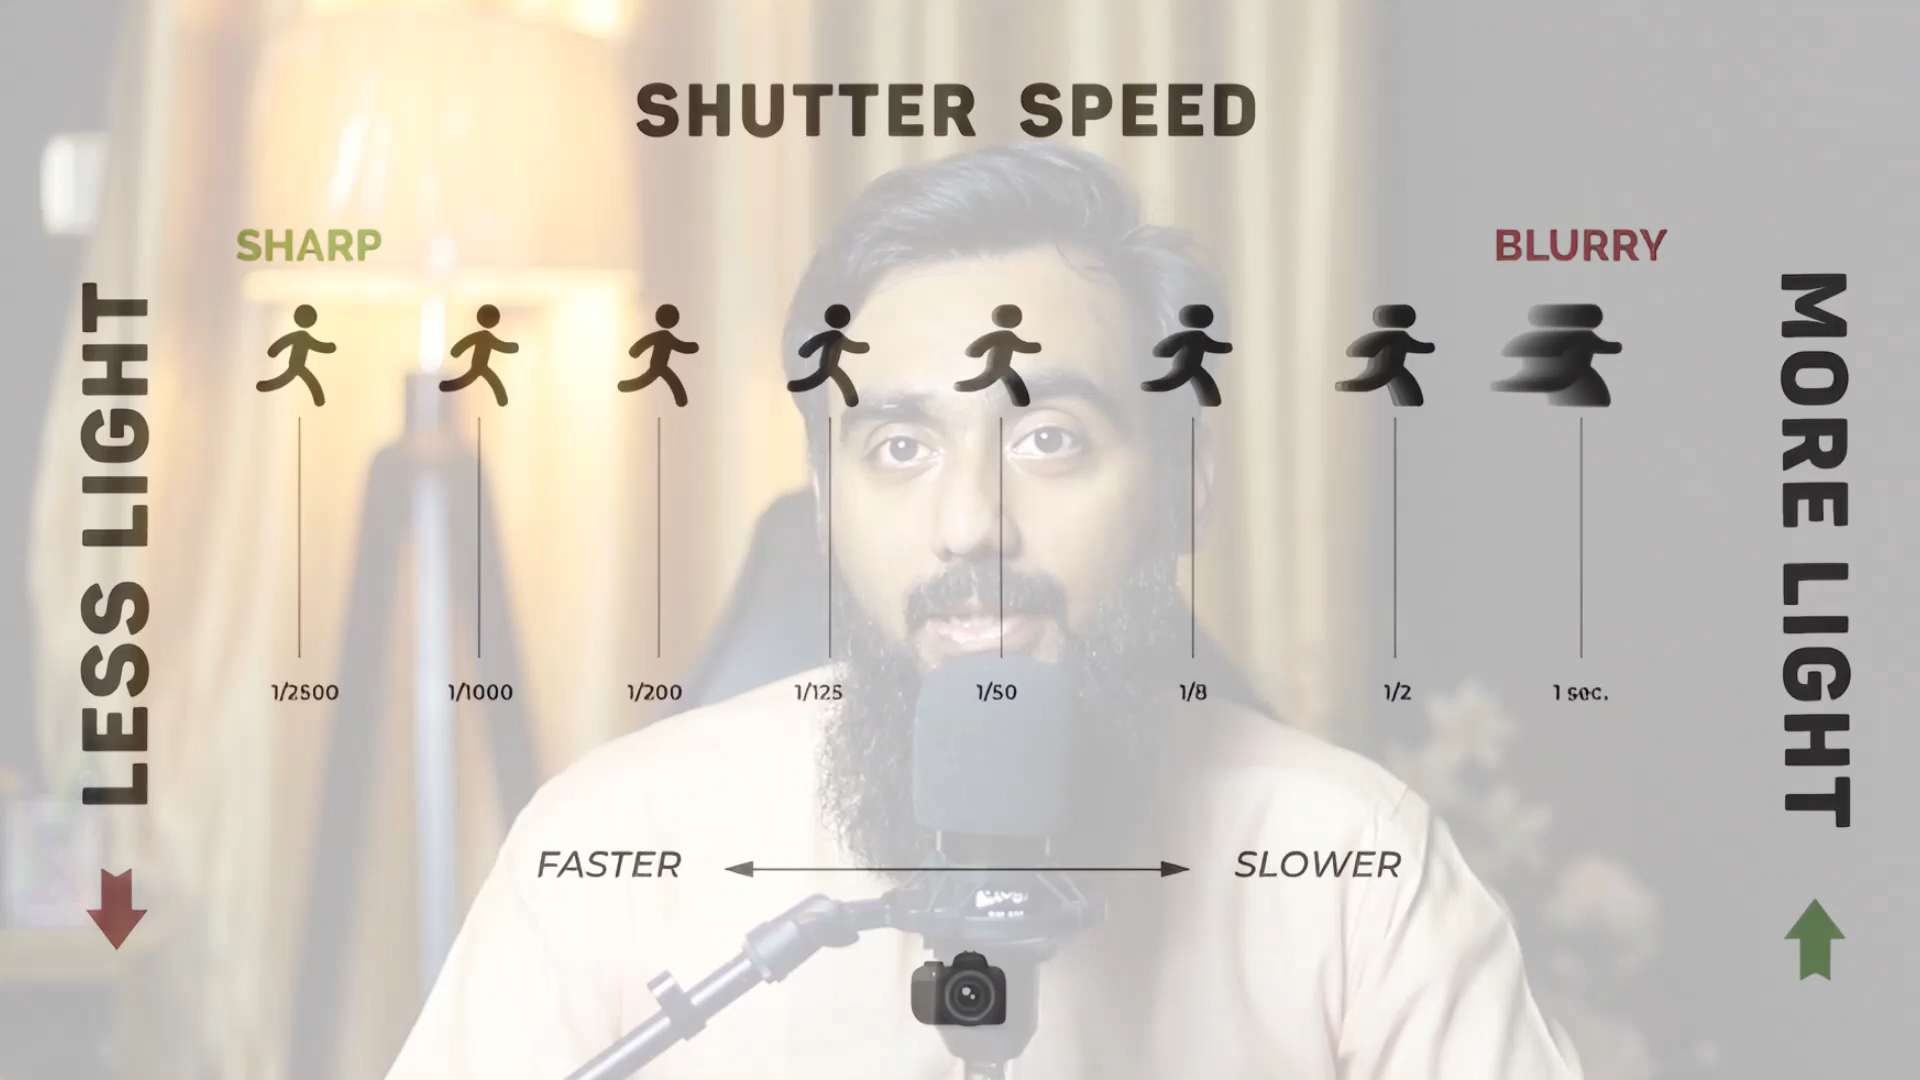 SHUTTER SPEED
SHARP
BLURRY
LESS LIGHT
MORE LIGHT
1/2500
1/1000
1/200
1/125
1/50
1/8
1/2
1 sec.
FASTER
SLOWER